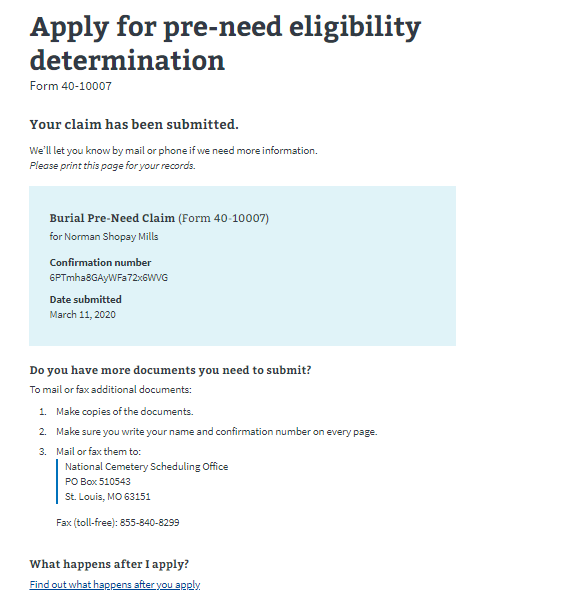 Apply for pre-need eligibility
determination
Form 40-10007
Your claim has been submitted.
We'll let you know by mail or phone if we need more information.
Please print this page for your records.
Burial Pre-Need Claim (Form 40-10007)
for Norman Shopay Mills
Confirmation number
6PTmha8GAyWFa72x6WVG
Date submitted
March 11, 2020
Do you have more documents you need to submit?
To mail or fax additional documents:
1. Make copies of the documents.
2. Make sure you write your name and confirmation number on every page.
3. Mail or fax them to:
National Cemetery Scheduling Office
PO Box 510543
St. Louis, MO 63151
Fax (toll-free): 855-840-8299
What happens after I apply?
Find out what happens after you apply